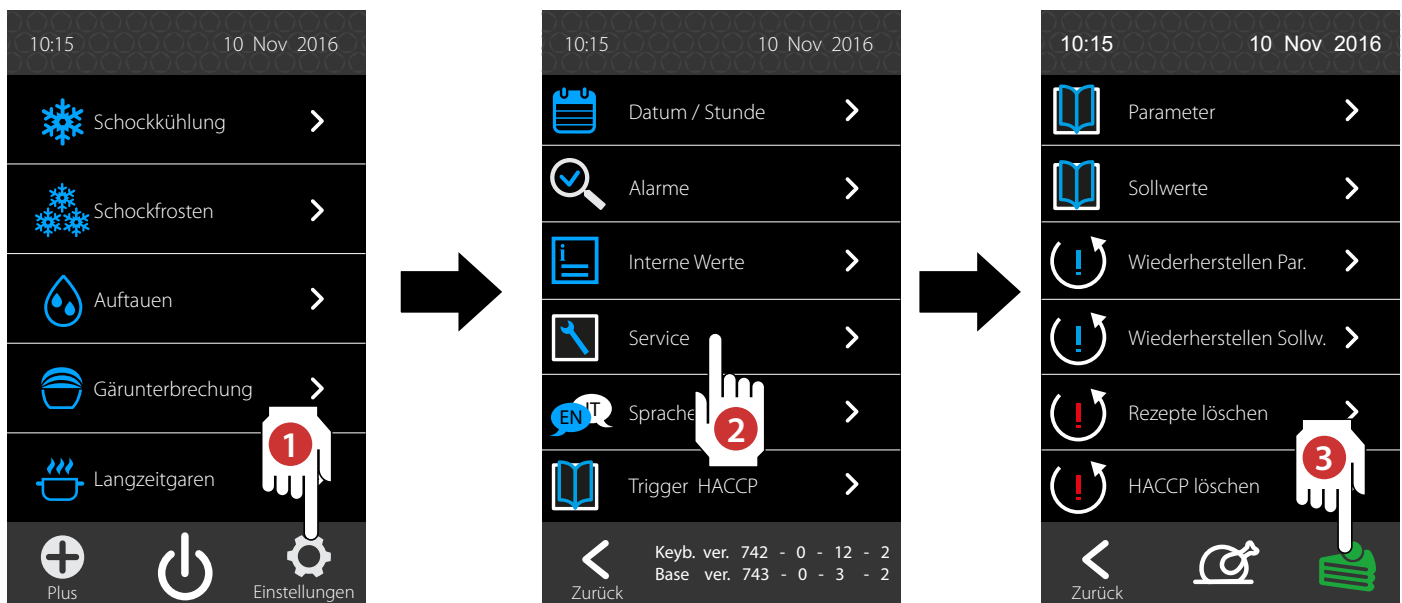 10:15 10 Nov 2016
Schockkühlung
Schockfrosten
Auftauen
Gärunterbrechung
Langzeitgaren
1
Plus
Einstellungen
10:15 10 Nov 2016
Datum / Stunde
Alarme
Interne Werte
Service
EN IT Sprache
2
Trigger HACCP
Zurück
Keyb. ver. 742 - 0 - 12 - 2
Base ver. 743 - 0 - 3 - 2
10:15 10 Nov 2016
Parameter
Sollwerte
Wiederherstellen Par.
Wiederherstellen Sollw.
Rezepte löschen
3
HACCP löschen
Zurück